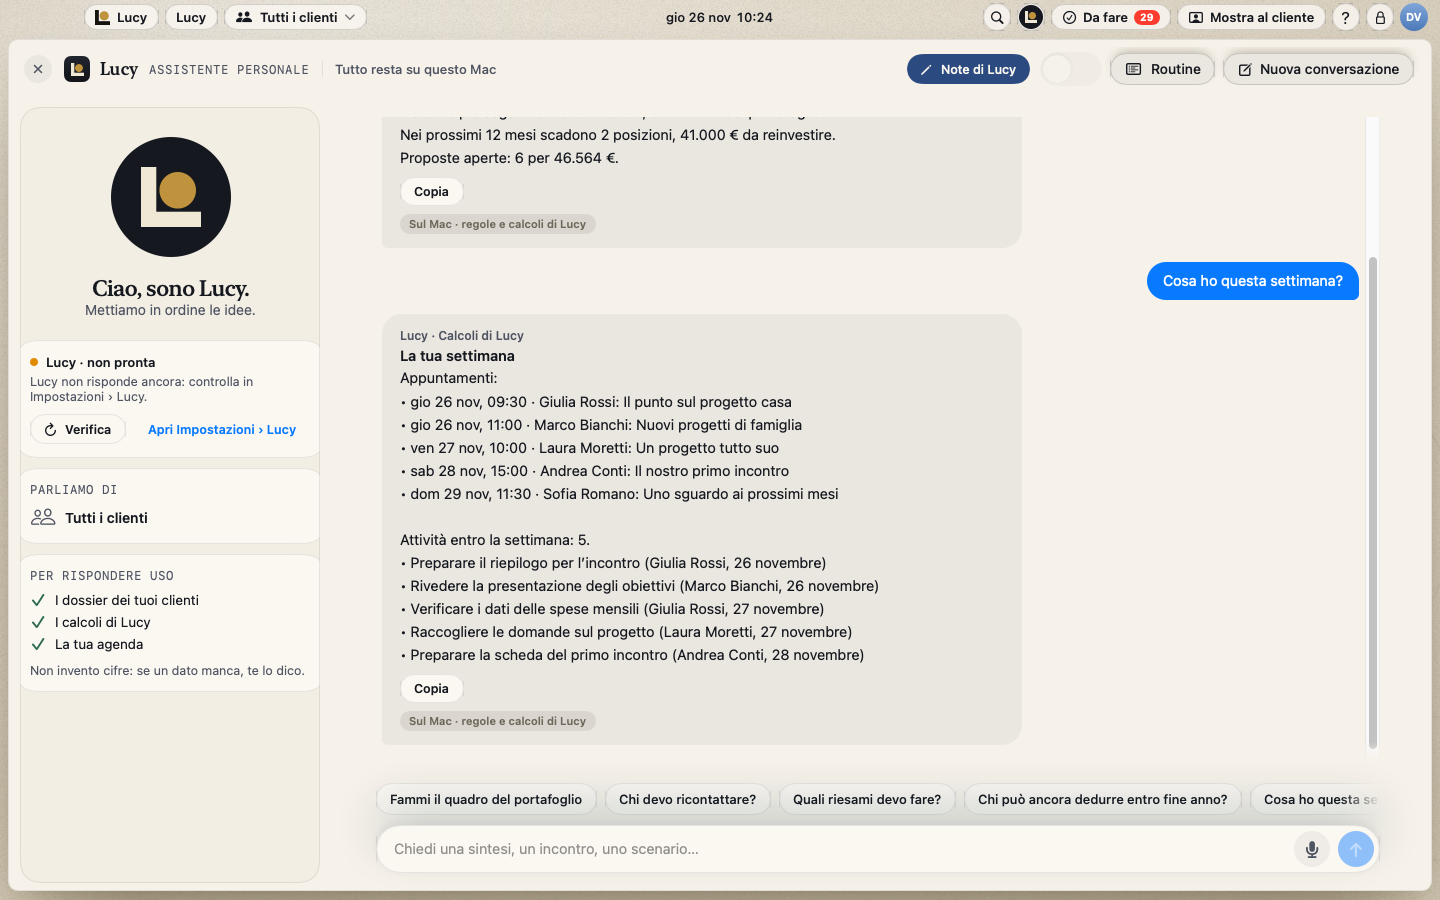 Lucy
Lucy
Tutti i clienti
gio 26 nov 10:24
Da fare 29
Mostra al cliente
?
DV
Lucy ASSISTENTE PERSONALE Tutto resta su questo Mac
Note di Lucy
Routine
Nuova conversazione
Ciao, sono Lucy.
Mettiamo in ordine le idee.
Lucy · non pronta
Lucy non risponde ancora: controlla in
Impostazioni › Lucy.
Verifica
Apri Impostazioni › Lucy
PARLIAMO DI
Tutti i clienti
PER RISPONDERE USO
I dossier dei tuoi clienti
I calcoli di Lucy
La tua agenda
Non invento cifre: se un dato manca, te lo dico.
Nei prossimi 12 mesi scadono 2 posizioni, 41.000 € da reinvestire.
Proposte aperte: 6 per 46.564 €.
Copia
Sul Mac · regole e calcoli di Lucy
Cosa ho questa settimana?
Lucy · Calcoli di Lucy
La tua settimana
Appuntamenti:
• gio 26 nov, 09:30 · Giulia Rossi: Il punto sul progetto casa
• gio 26 nov, 11:00 · Marco Bianchi: Nuovi progetti di famiglia
• ven 27 nov, 10:00 · Laura Moretti: Un progetto tutto suo
• sab 28 nov, 15:00 · Andrea Conti: Il nostro primo incontro
• dom 29 nov, 11:30 · Sofia Romano: Uno sguardo ai prossimi mesi
Attività entro la settimana: 5.
• Preparare il riepilogo per l’incontro (Giulia Rossi, 26 novembre)
• Rivedere la presentazione degli obiettivi (Marco Bianchi, 26 novembre)
• Verificare i dati delle spese mensili (Giulia Rossi, 27 novembre)
• Raccogliere le domande sul progetto (Laura Moretti, 27 novembre)
• Preparare la scheda del primo incontro (Andrea Conti, 28 novembre)
Copia
Sul Mac · regole e calcoli di Lucy
Fammi il quadro del portafoglio
Chi devo ricontattare?
Quali riesami devo fare?
Chi può ancora dedurre entro fine anno?
Cosa ho questa se
Chiedi una sintesi, un incontro, uno scenario...